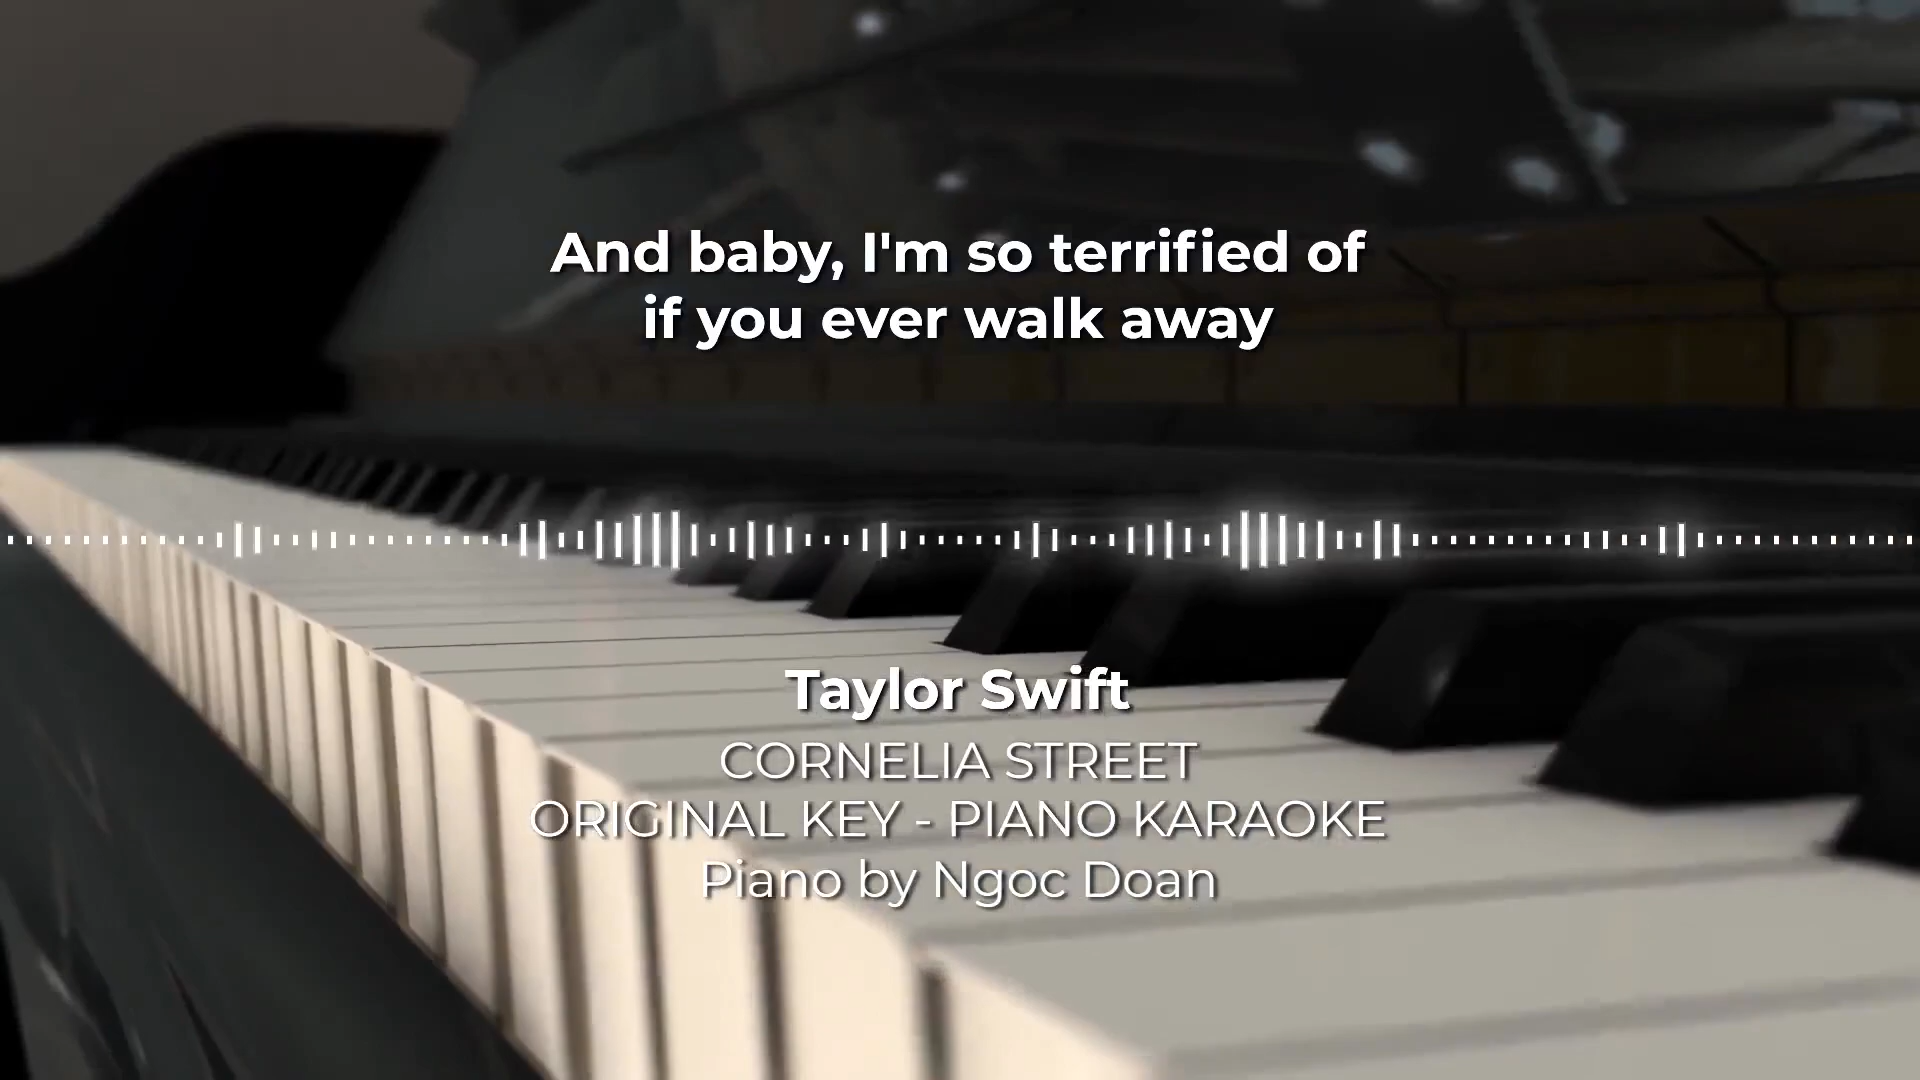 And baby, I'm so terrified of
if you ever walk away
Taylor Swift
CORNELIA STREET
ORIGINAL KEY - PIANO KARAOKE
Piano by Ngoc Doan